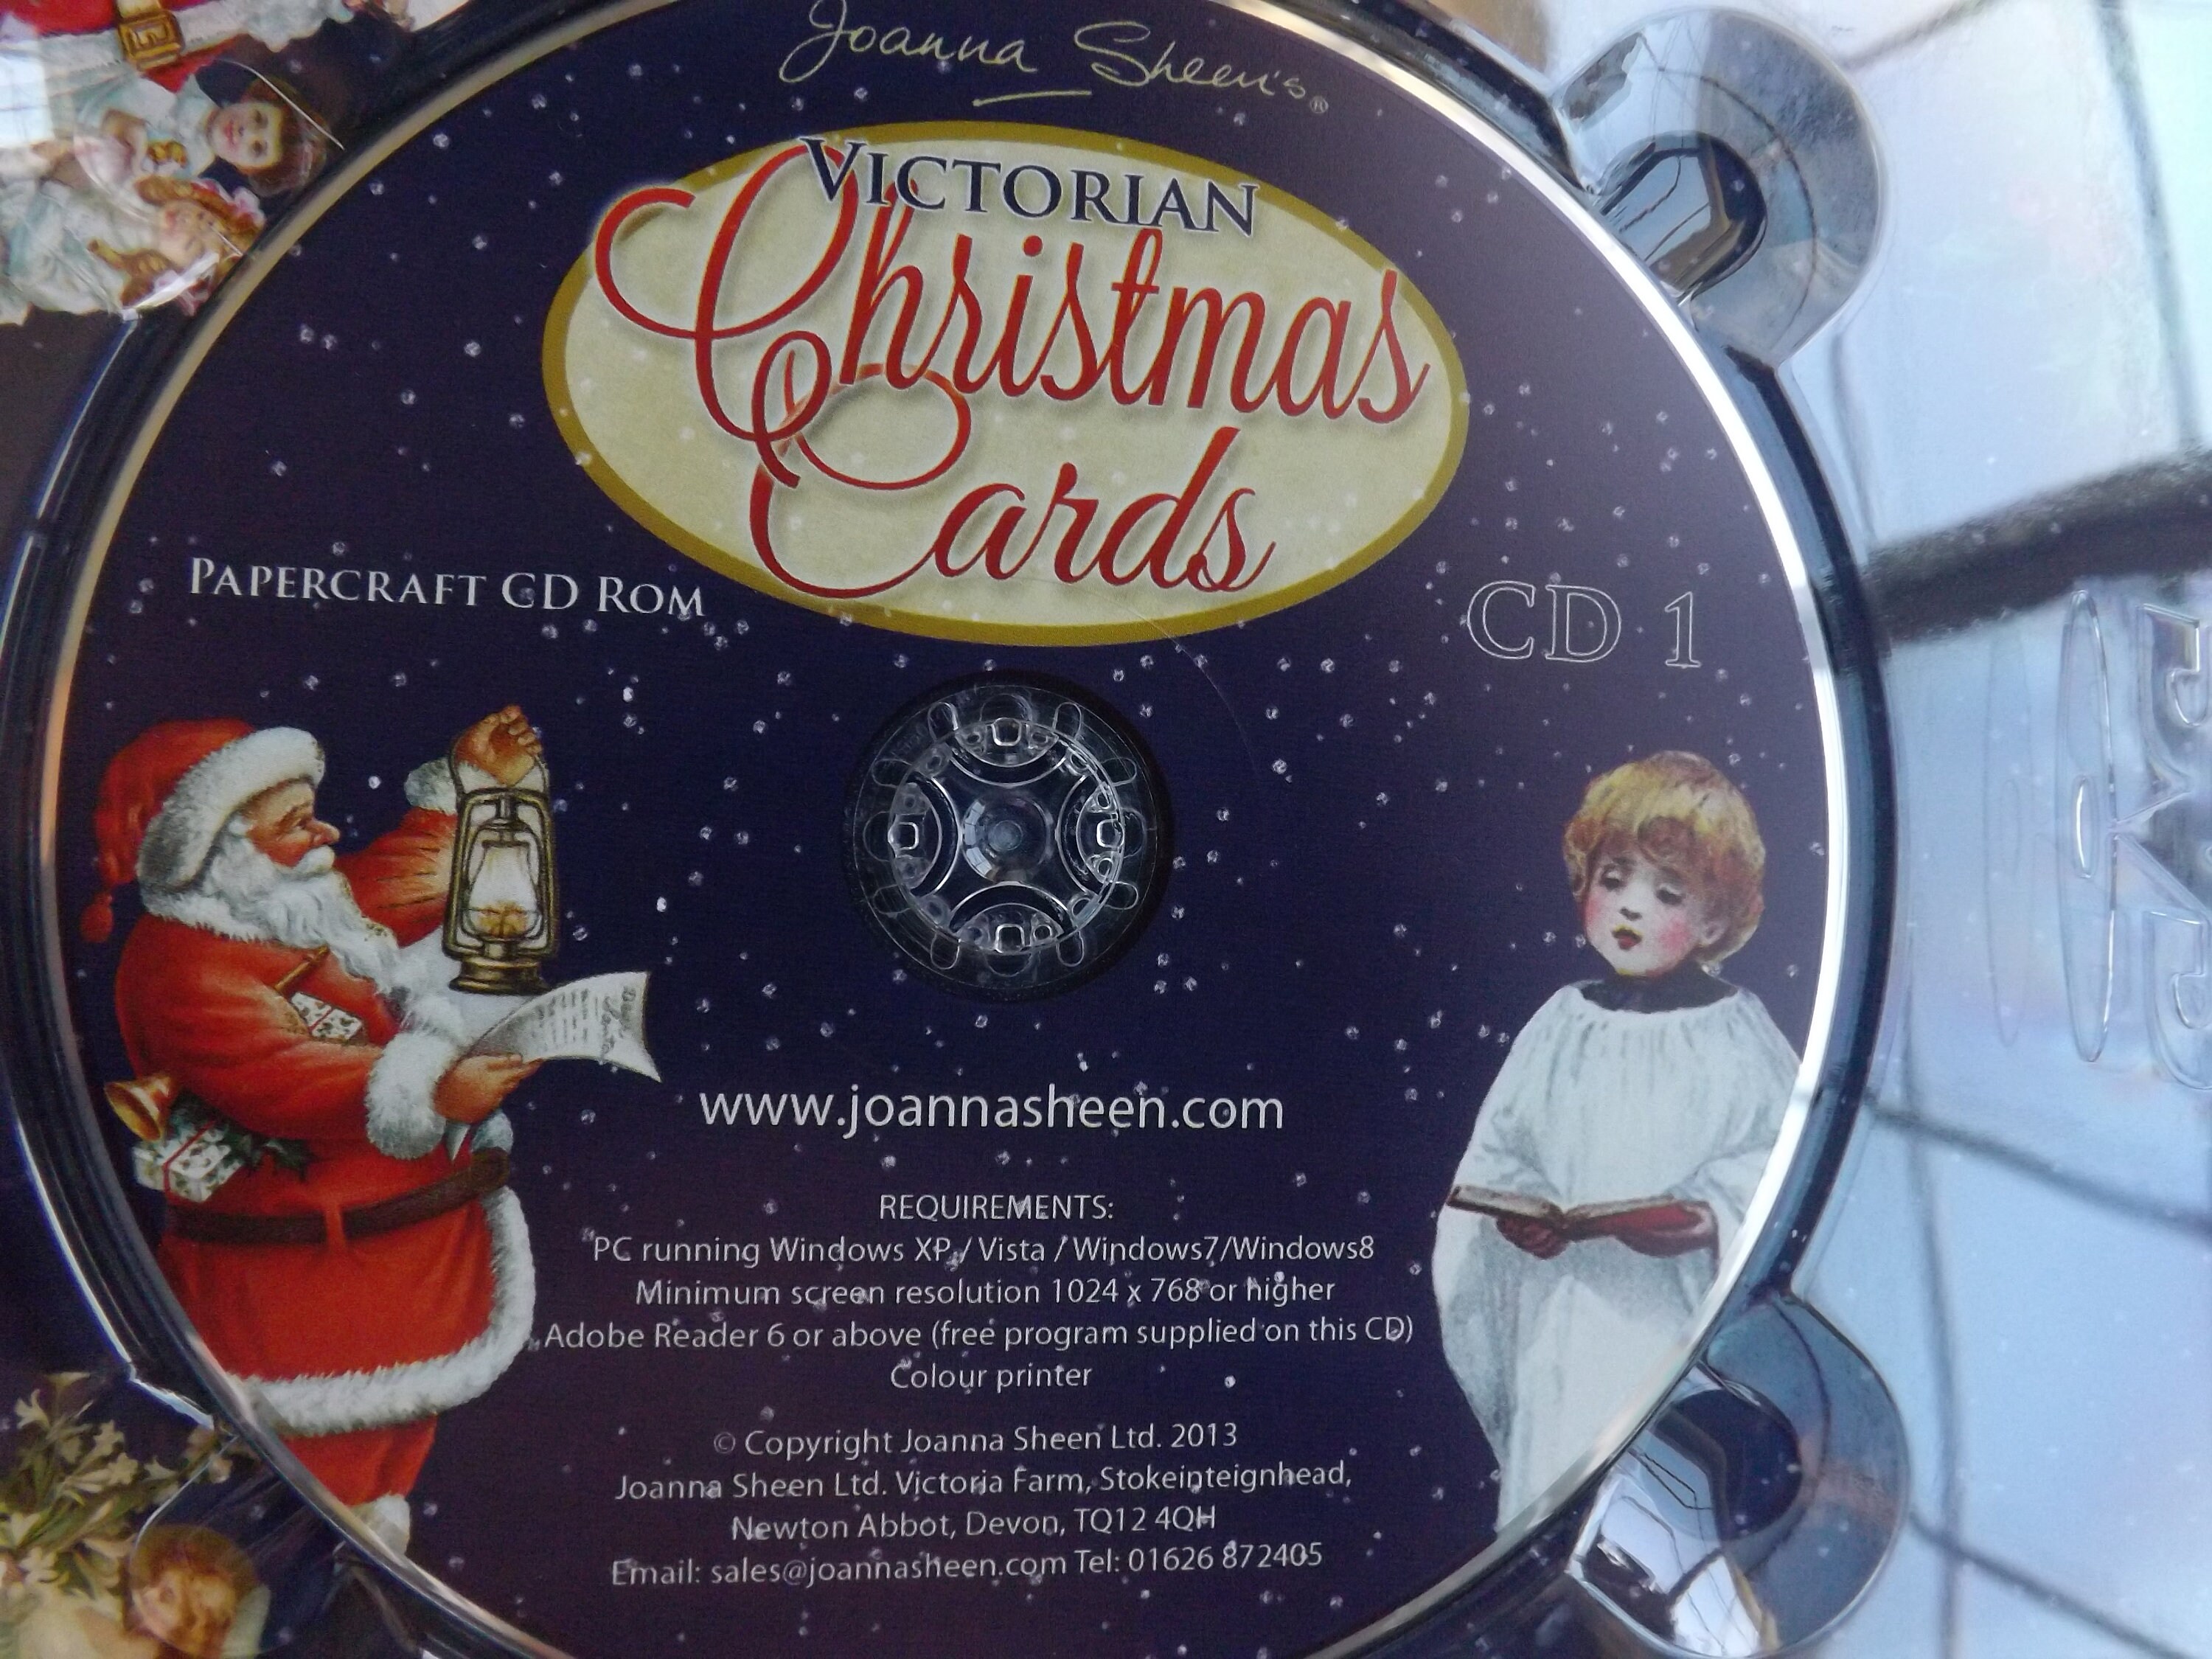 Joanna Sheen's®
VICTORIAN
Christmas
Cards
PAPERCRAFT CD ROM
CD 1
www.joannasheen.com
REQUIREMENTS:
PC running Windows XP / Vista / Windows7/Windows8
Minimum screen resolution 1024 x 768 or higher
Adobe Reader 6 or above (free program supplied on this CD)
Colour printer
© Copyright Joanna Sheen Ltd. 2013
Joanna Sheen Ltd. Victoria Farm, Stokeinteignhead,
Newton Abbot, Devon, TQ12 4QH
Email: sales@joannasheen.com Tel: 01626 872405